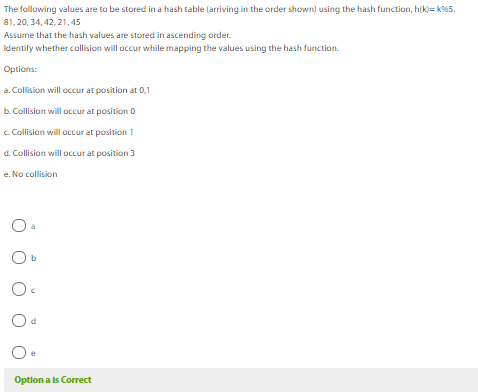 The following values are to be stored in a hash table (arriving in the order shown) using the hash function, h(k)= k%5.
81, 20, 34, 42, 21, 45
Assume that the hash values are stored in ascending order.
Identify whether collision will occur while mapping the values using the hash function.
Options:
a. Collision will occur at position at 0,1
b. Collision will occur at position 0
c. Collision will occur at position 1
d. Collision will occur at position 3
e. No collision
a
b
c
d
e
Option a is Correct